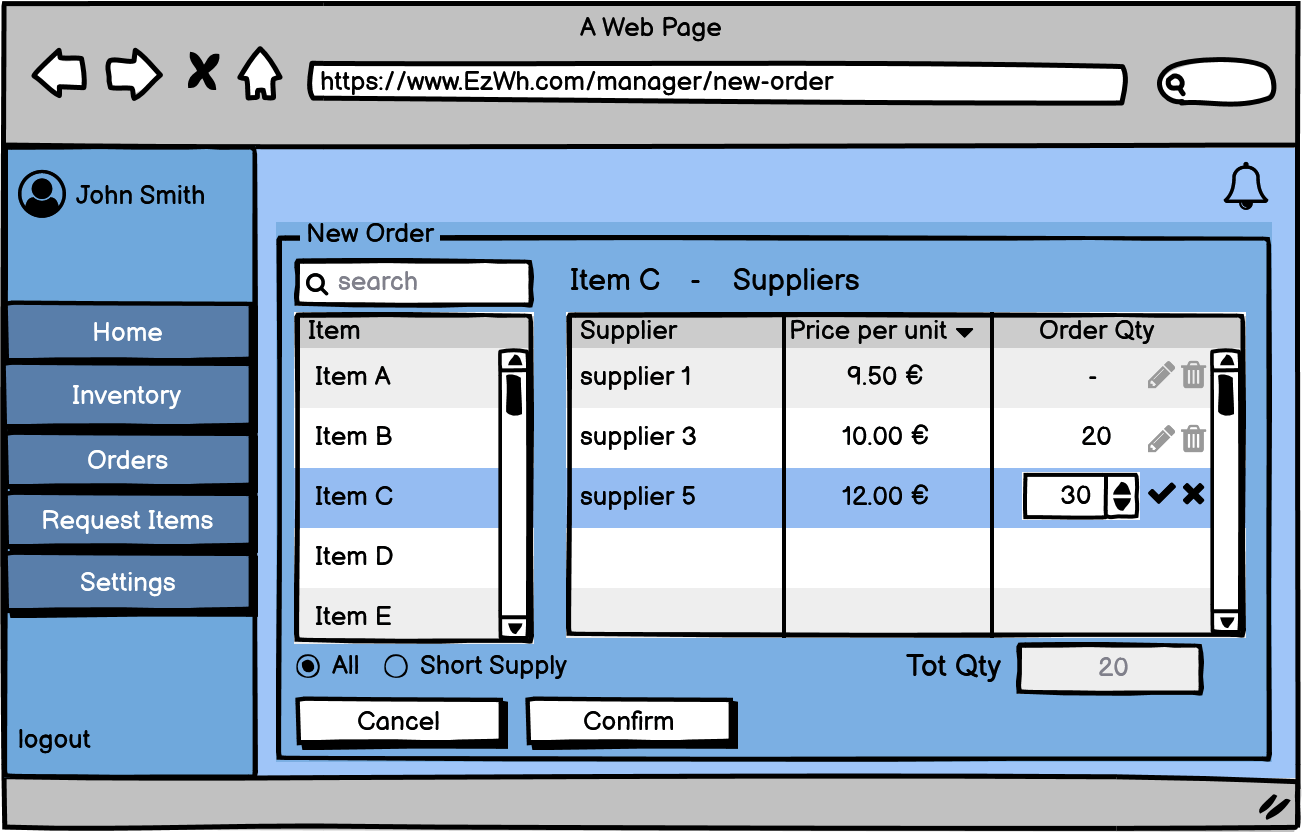 A Web Page
https://www.EzWh.com/manager/new-order
John Smith
Home
Inventory
Orders
Request Items
Settings
logout
New Order
search
Item
Item A
Item B
Item C
Item D
Item E
All
Short Supply
Cancel
Confirm
Item C - Suppliers
Supplier Price per unit Order Qty
supplier 1 9.50 € -
supplier 3 10.00 € 20
supplier 5 12.00 € 30
Tot Qty 20